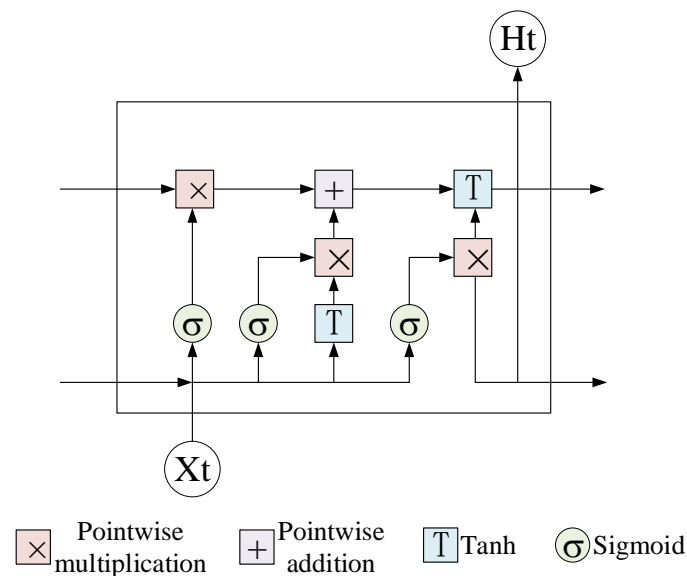 Ht
× + T
× ×
σ σ T σ
Xt
× Pointwise multiplication
+ Pointwise addition
T Tanh
σ Sigmoid